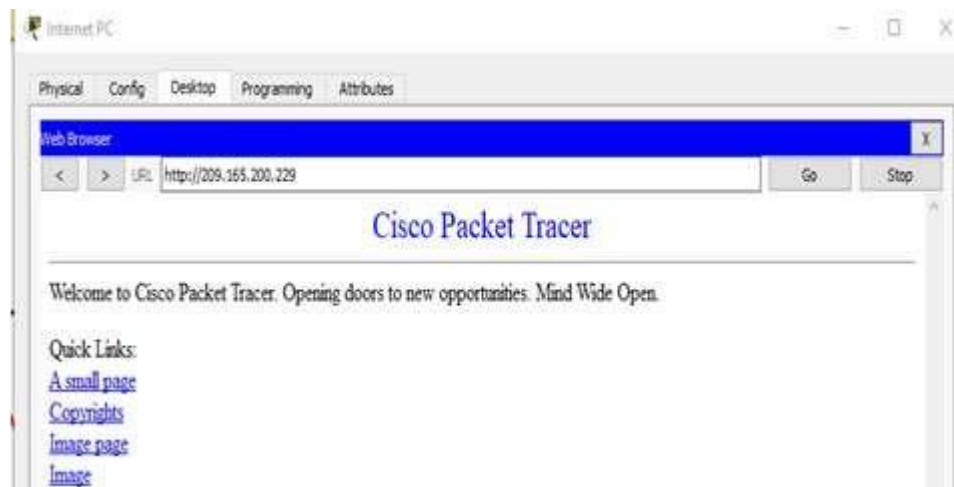 Internet PC
Physical Config Desktop Programming Attributes
Web Browser X
< > URL http://209.165.200.229 Go Stop
Cisco Packet Tracer
Welcome to Cisco Packet Tracer. Opening doors to new opportunities. Mind Wide Open.
Quick Links:
A small page
Copyrights
Image page
Image